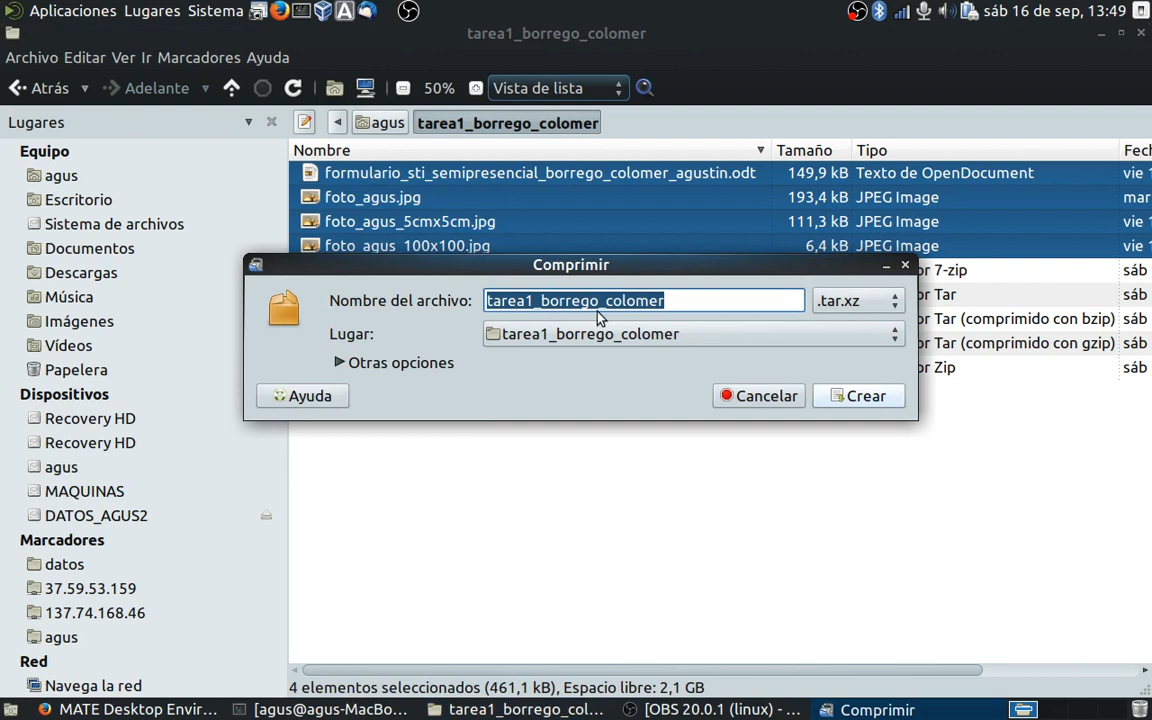 Aplicaciones Lugares Sistema
sáb 16 de sep, 13:49
tarea1_borrego_colomer
Archivo Editar Ver Ir Marcadores Ayuda
Atrás Adelante 50% Vista de lista
Lugares
agus tarea1_borrego_colomer
Equipo
agus
Escritorio
Sistema de archivos
Documentos
Descargas
Música
Imágenes
Vídeos
Papelera
Dispositivos
Recovery HD
Recovery HD
agus
MAQUINAS
DATOS_AGUS2
Marcadores
datos
37.59.53.159
137.74.168.46
agus
Red
Navega la red
Nombre Tamaño Tipo Fech
formulario_sti_semipresencial_borrego_colomer_agustin.odt 149,9 kB Texto de OpenDocument vie 1
foto_agus.jpg 193,4 kB JPEG Image mar
foto_agus_5cmx5cm.jpg 111,3 kB JPEG Image vie 1
foto_agus_100x100.jpg 6,4 kB JPEG Image vie 1
or 7-zip sáb
or Tar sáb
or Tar (comprimido con bzip) sáb
or Tar (comprimido con gzip) sáb
or Zip sáb
Comprimir
Nombre del archivo: tarea1_borrego_colomer .tar.xz
Lugar: tarea1_borrego_colomer
Otras opciones
Ayuda Cancelar Crear
4 elementos seleccionados (461,1 kB), Espacio libre: 2,1 GB
MATE Desktop Envir... [agus@agus-MacBo... tarea1_borrego_col... [OBS 20.0.1 (linux) - ... Comprimir